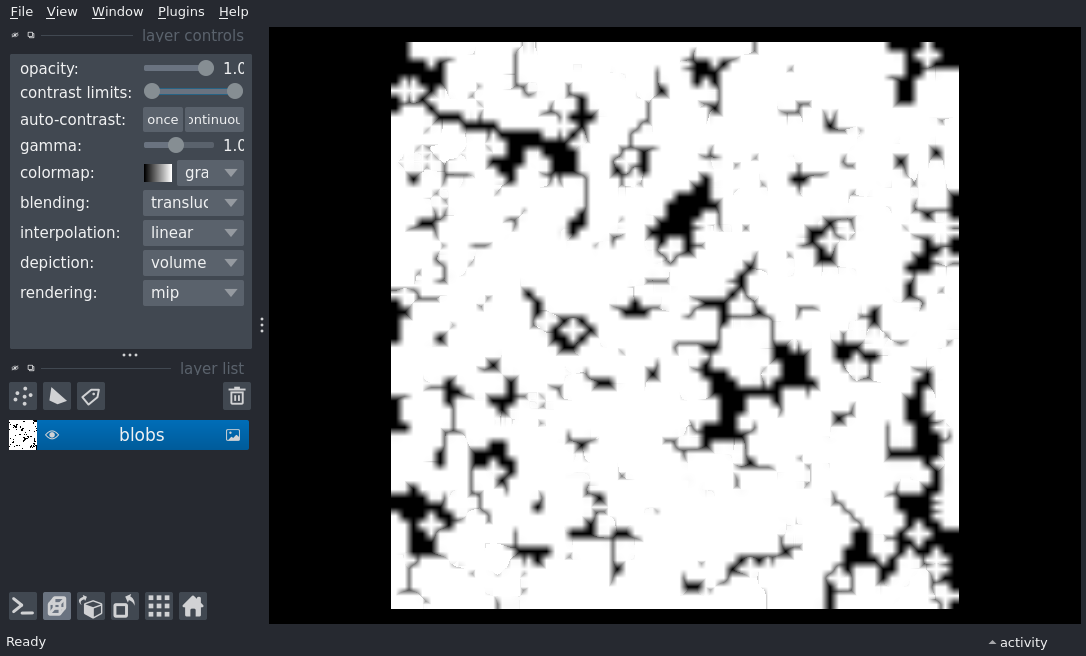 File View Window Plugins Help
layer controls
opacity: 1.0
contrast limits:
auto-contrast: once ontinuou
gamma: 1.0
colormap: gra
blending: transluc
interpolation: linear
depiction: volume
rendering: mip
layer list
blobs
Ready
activity